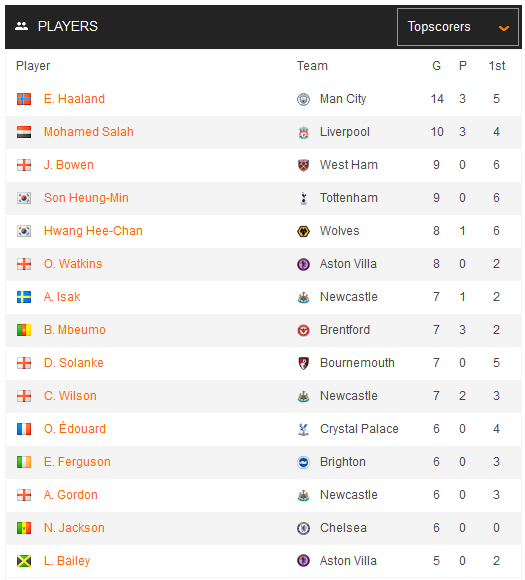 PLAYERS Topscorers
Player Team G P 1st
E. Haaland Man City 14 3 5
Mohamed Salah Liverpool 10 3 4
J. Bowen West Ham 9 0 6
Son Heung-Min Tottenham 9 0 6
Hwang Hee-Chan Wolves 8 1 6
O. Watkins Aston Villa 8 0 2
A. Isak Newcastle 7 1 2
B. Mbeumo Brentford 7 3 2
D. Solanke Bournemouth 7 0 5
C. Wilson Newcastle 7 2 3
O. Édouard Crystal Palace 6 0 4
E. Ferguson Brighton 6 0 3
A. Gordon Newcastle 6 0 3
N. Jackson Chelsea 6 0 0
L. Bailey Aston Villa 5 0 2